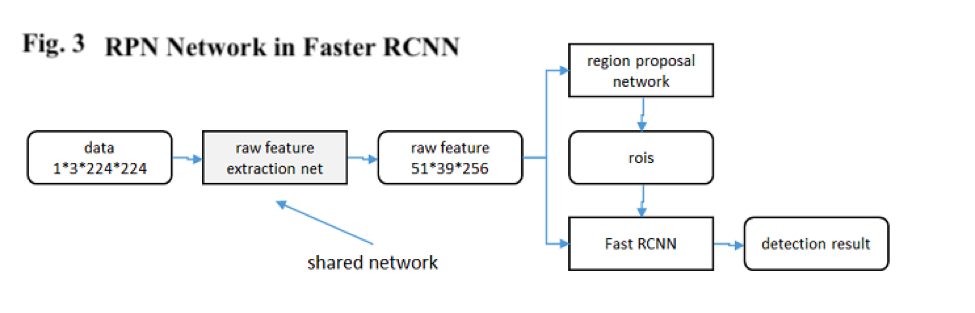 Fig. 3 RPN Network in Faster RCNN
region proposal
network
data
1*3*224*224
raw feature
extraction net
raw feature
51*39*256
rois
Fast RCNN
detection result
shared network